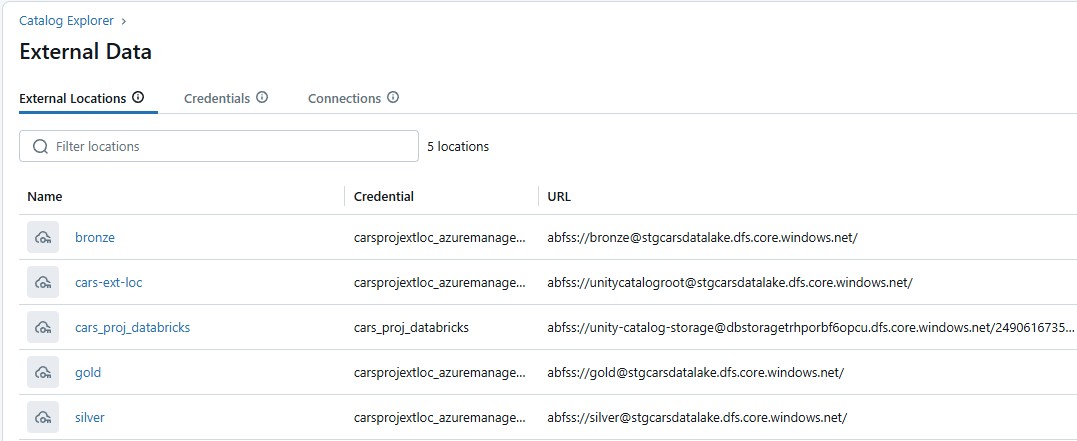 Catalog Explorer >
External Data
External Locations Credentials Connections
Filter locations 5 locations
Name Credential URL
bronze carsprojextloc_azuremanage... abfss://bronze@stgcarsdatalake.dfs.core.windows.net/
cars-ext-loc carsprojextloc_azuremanage... abfss://unitycatalogroot@stgcarsdatalake.dfs.core.windows.net/
cars_proj_databricks cars_proj_databricks abfss://unity-catalog-storage@dbstoragetrhporbf6opcu.dfs.core.windows.net/2490616735...
gold carsprojextloc_azuremanage... abfss://gold@stgcarsdatalake.dfs.core.windows.net/
silver carsprojextloc_azuremanage... abfss://silver@stgcarsdatalake.dfs.core.windows.net/